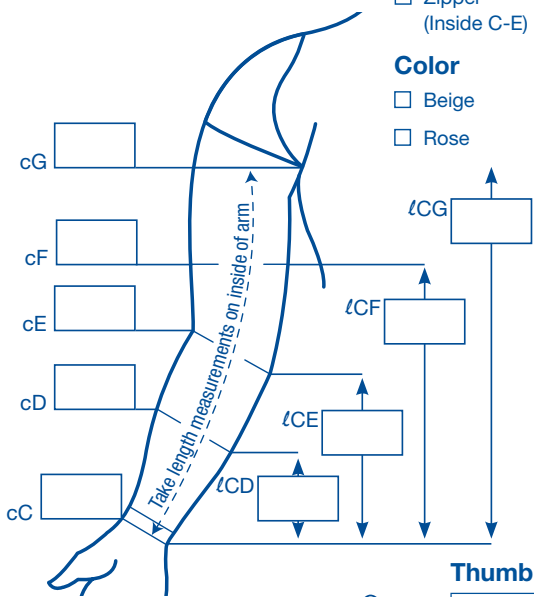 Zipper
(Inside C-E)
Color
Beige
Rose
cG
ℓCG
cF
ℓCF
cE
Take length measurements on inside of arm
cD
ℓCE
ℓCD
cC
Thumb